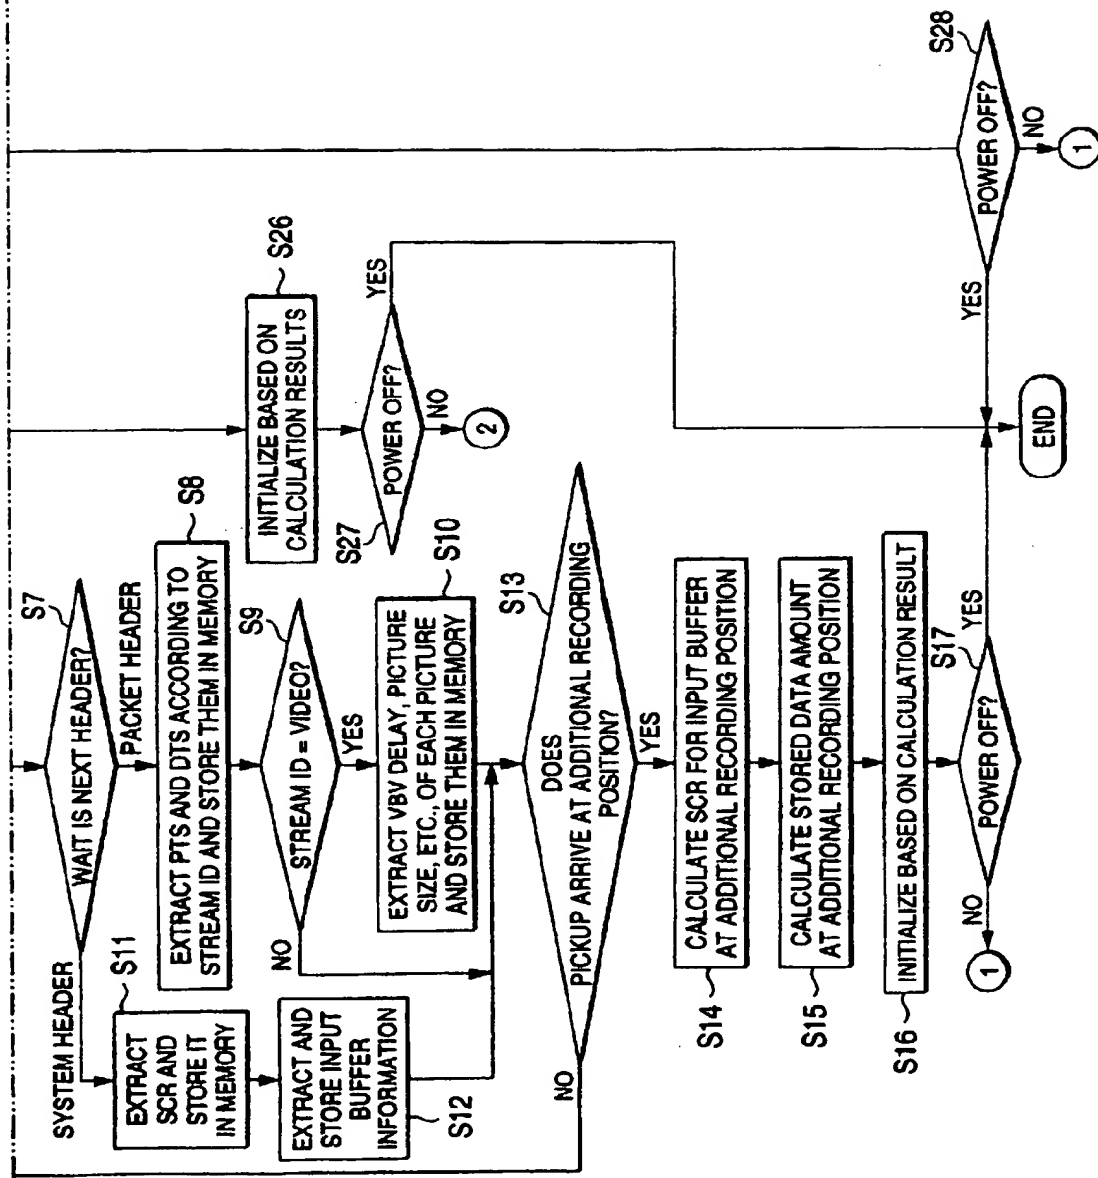 S7
WAIT IS NEXT HEADER?
SYSTEM HEADER
PACKET HEADER
S11
EXTRACT
SCR AND
STORE IT
IN MEMORY
EXTRACT AND
STORE INPUT
BUFFER
INFORMATION
S12
S8
EXTRACT PTS AND DTS ACCORDING TO
STREAM ID AND STORE THEM IN MEMORY
S9
STREAM ID = VIDEO?
NO
YES
S10
EXTRACT VBV DELAY, PICTURE
SIZE, ETC., OF EACH PICTURE
AND STORE THEM IN MEMORY
S13
DOES
PICKUP ARRIVE AT ADDITIONAL RECORDING
POSITION?
NO
YES
S14
CALCULATE SCR FOR INPUT BUFFER
AT ADDITIONAL RECORDING POSITION
S15
CALCULATE STORED DATA AMOUNT
AT ADDITIONAL RECORDING POSITION
S16
INITIALIZE BASED ON CALCULATION RESULT
S17
POWER OFF?
NO
YES
1
S26
INITIALIZE BASED ON
CALCULATION RESULTS
S27
POWER OFF?
YES
NO
2
S28
POWER OFF?
YES
NO
1
END